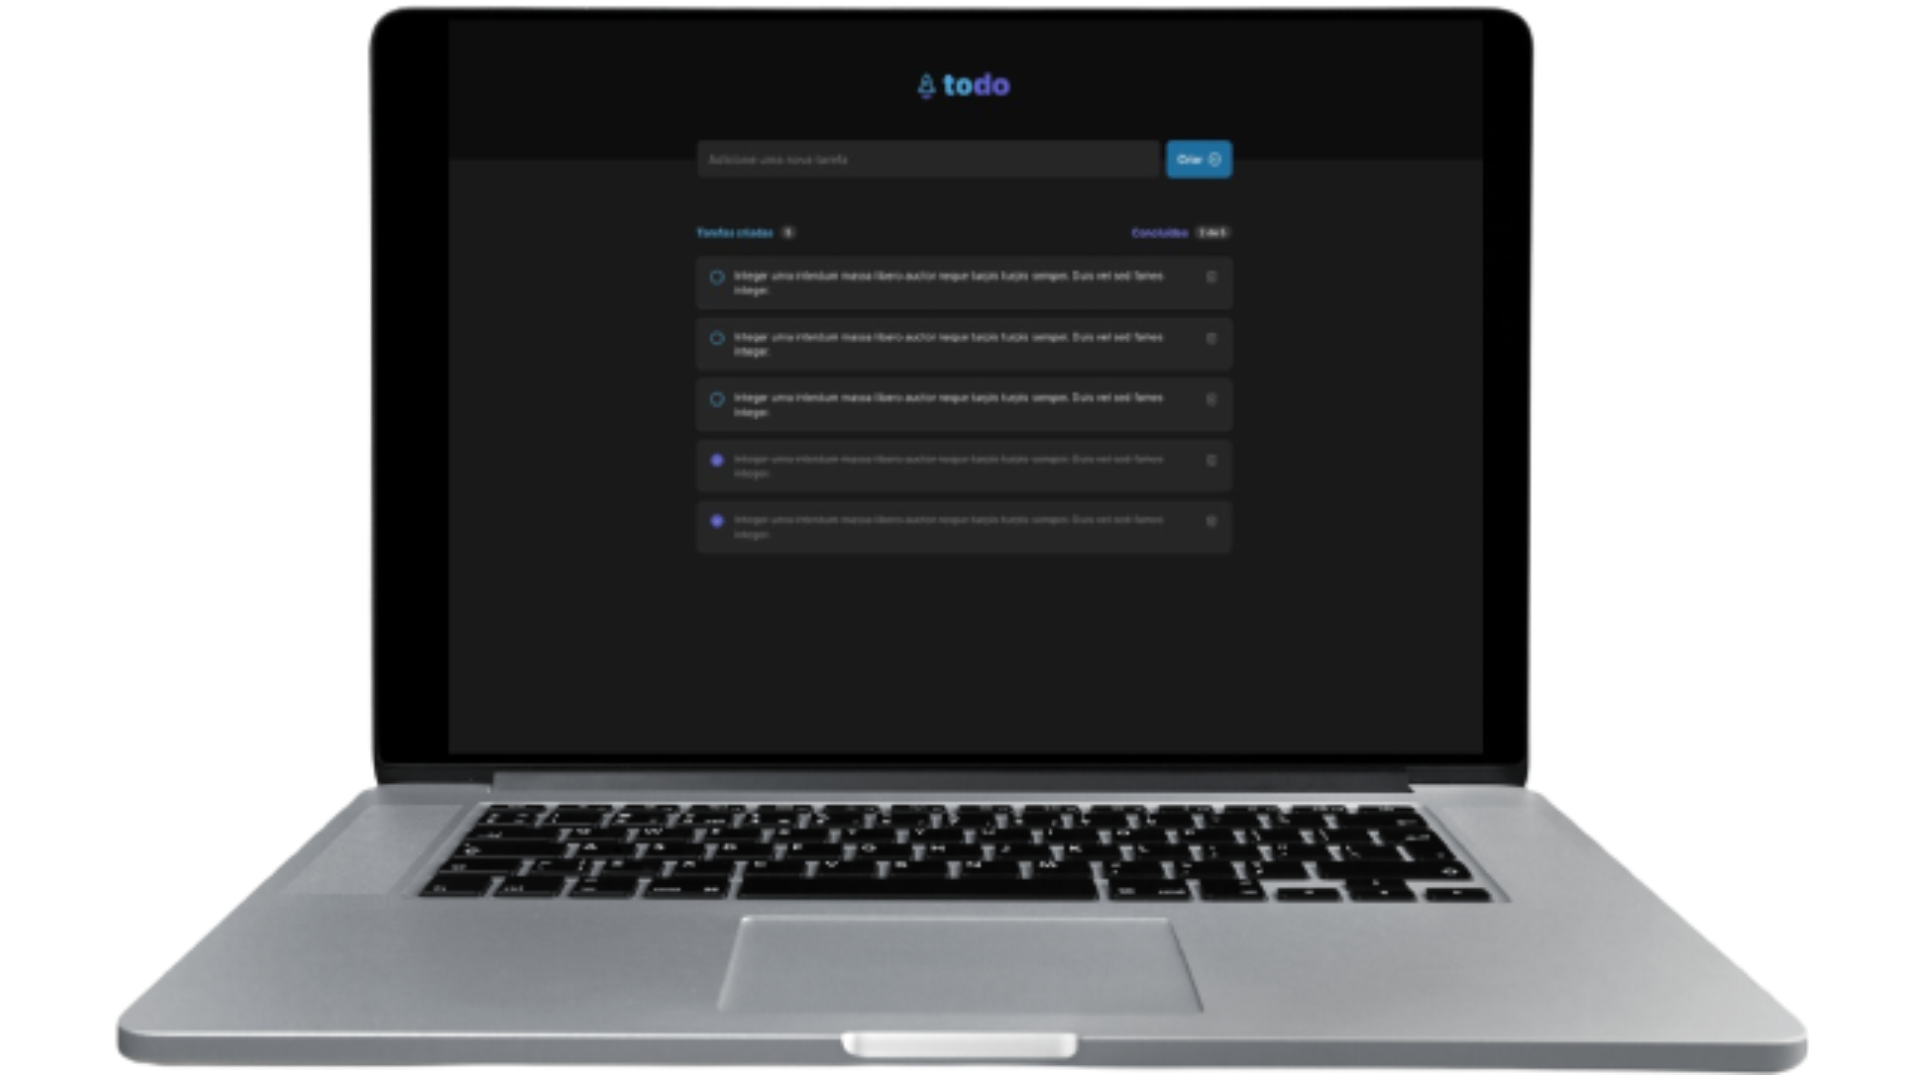 todo
Adicione uma nova tarefa
Criar
Tarefas criadas 5
Concluídas 2 de 5
Integer urna interdum massa libero auctor neque turpis turpis semper. Duis vel sed fames
integer.
Integer urna interdum massa libero auctor neque turpis turpis semper. Duis vel sed fames
integer.
Integer urna interdum massa libero auctor neque turpis turpis semper. Duis vel sed fames
integer.
Integer urna interdum massa libero auctor neque turpis turpis semper. Duis vel sed fames
integer.
Integer urna interdum massa libero auctor neque turpis turpis semper. Duis vel sed fames
integer.